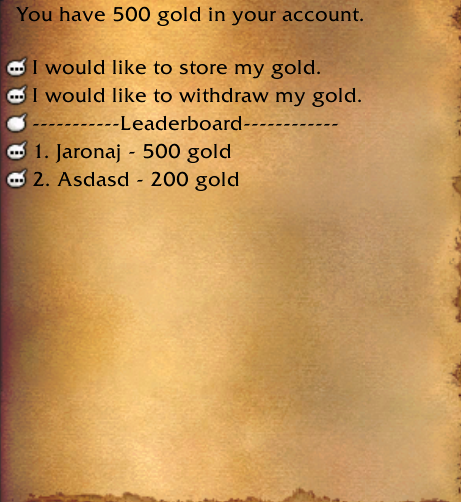 You have 500 gold in your account.
I would like to store my gold.
I would like to withdraw my gold.
-----------Leaderboard------------
1. Jaronaj - 500 gold
2. Asdasd - 200 gold